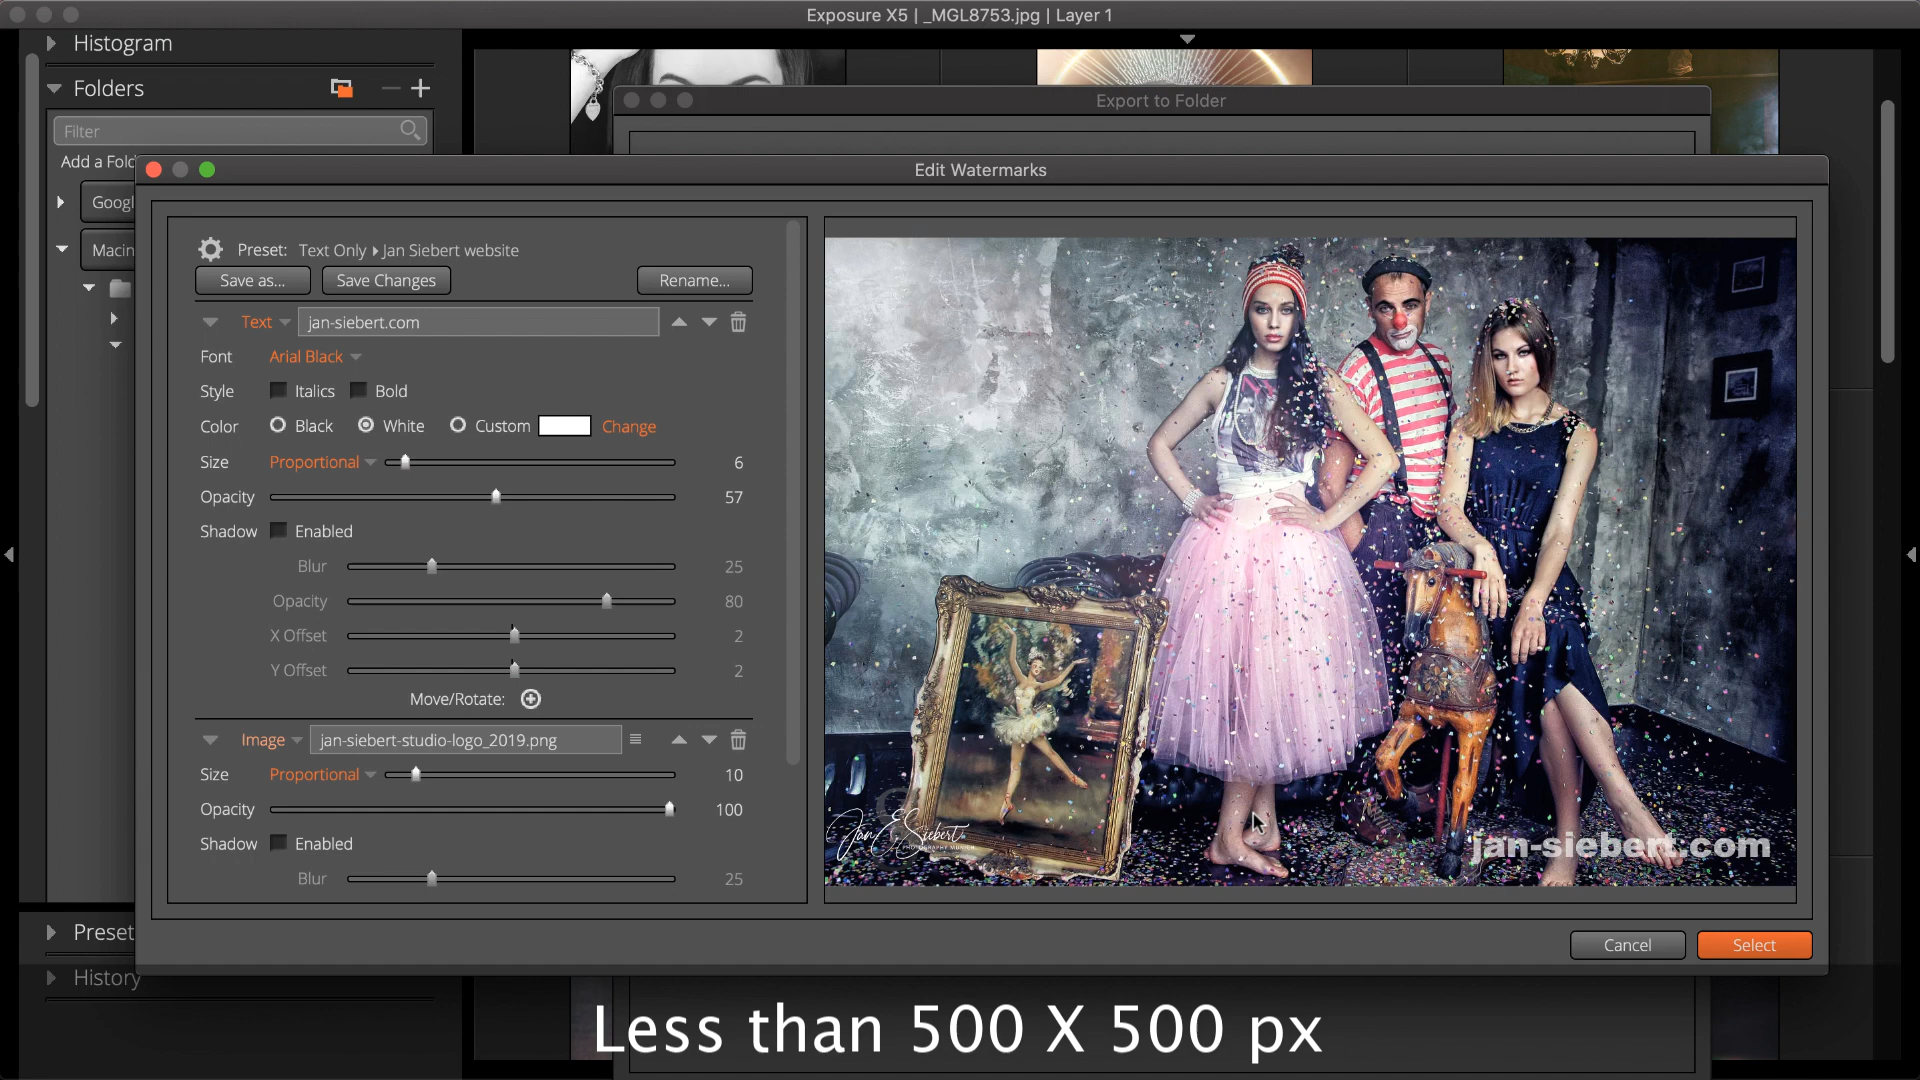 Exposure X5 | _MGL8753.jpg | Layer 1
Histogram
Folders
Filter
Add a Fold
Export to Folder
Edit Watermarks
Googl
Macin
Preset: Text Only ▸ Jan Siebert website
Save as... Save Changes Rename...
Text jan-siebert.com
Font Arial Black
Style Italics Bold
Color Black White Custom Change
Size Proportional 6
Opacity 57
Shadow Enabled
Blur 25
Opacity 80
X Offset 2
Y Offset 2
Move/Rotate:
Image jan-siebert-studio-logo_2019.png
Size Proportional 10
Opacity 100
Shadow Enabled
Blur 25
Jan E. Siebert
jan-siebert.com
Preset
History
Cancel Select
Less than 500 X 500 px